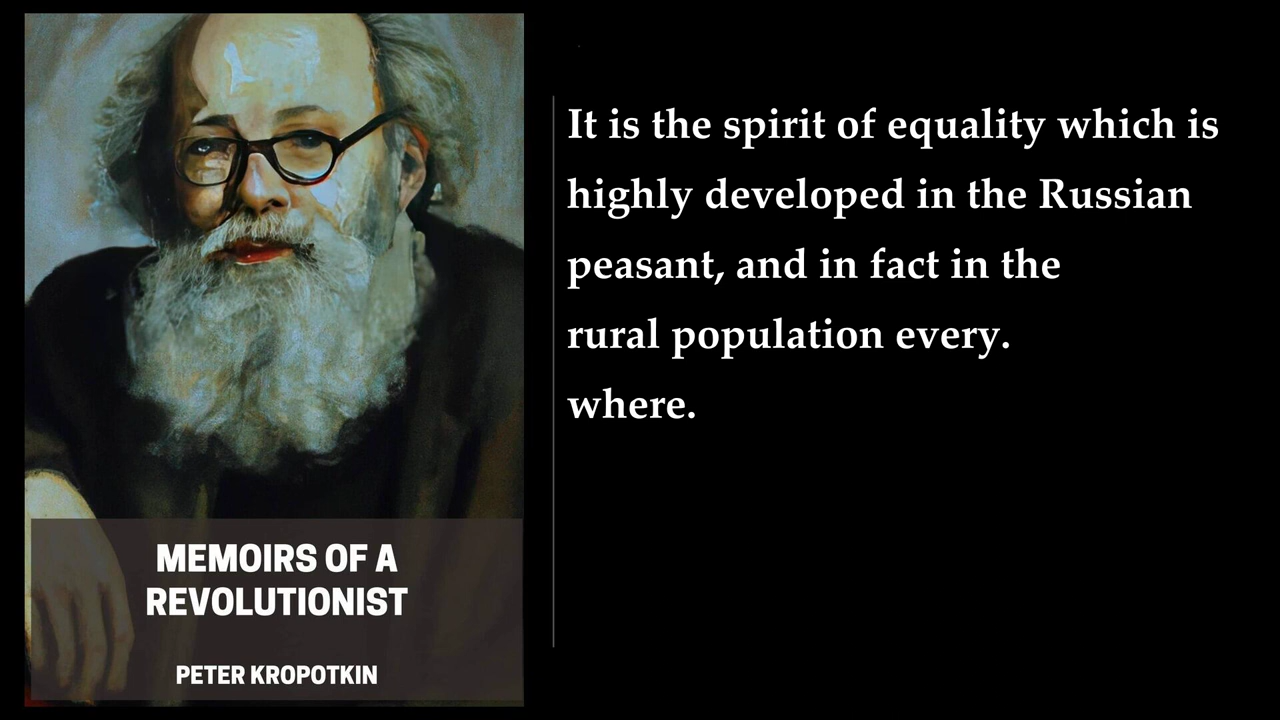 MEMOIRS OF A
REVOLUTIONIST
PETER KROPOTKIN
It is the spirit of equality which is
highly developed in the Russian
peasant, and in fact in the
rural population every.
where.